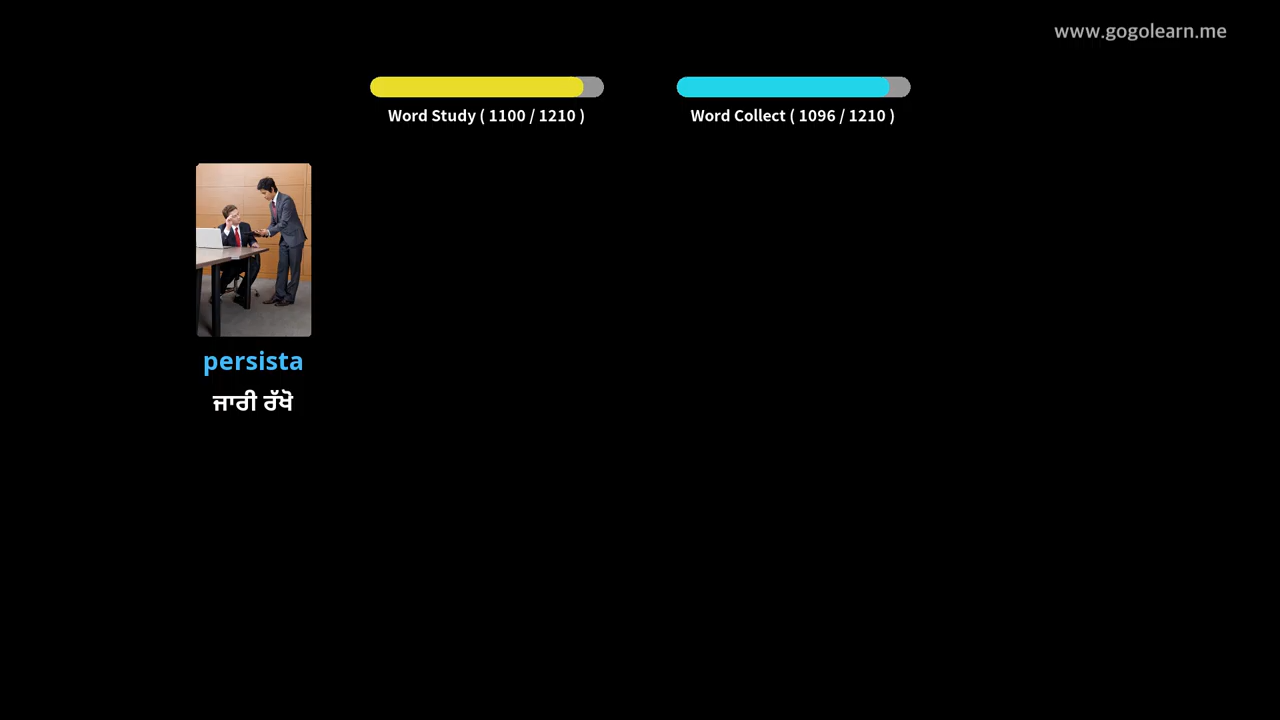 www.gogolearn.me
Word Study ( 1100 / 1210 )
Word Collect ( 1096 / 1210 )
persista
ਜਾਰੀ ਰੱਖੋ